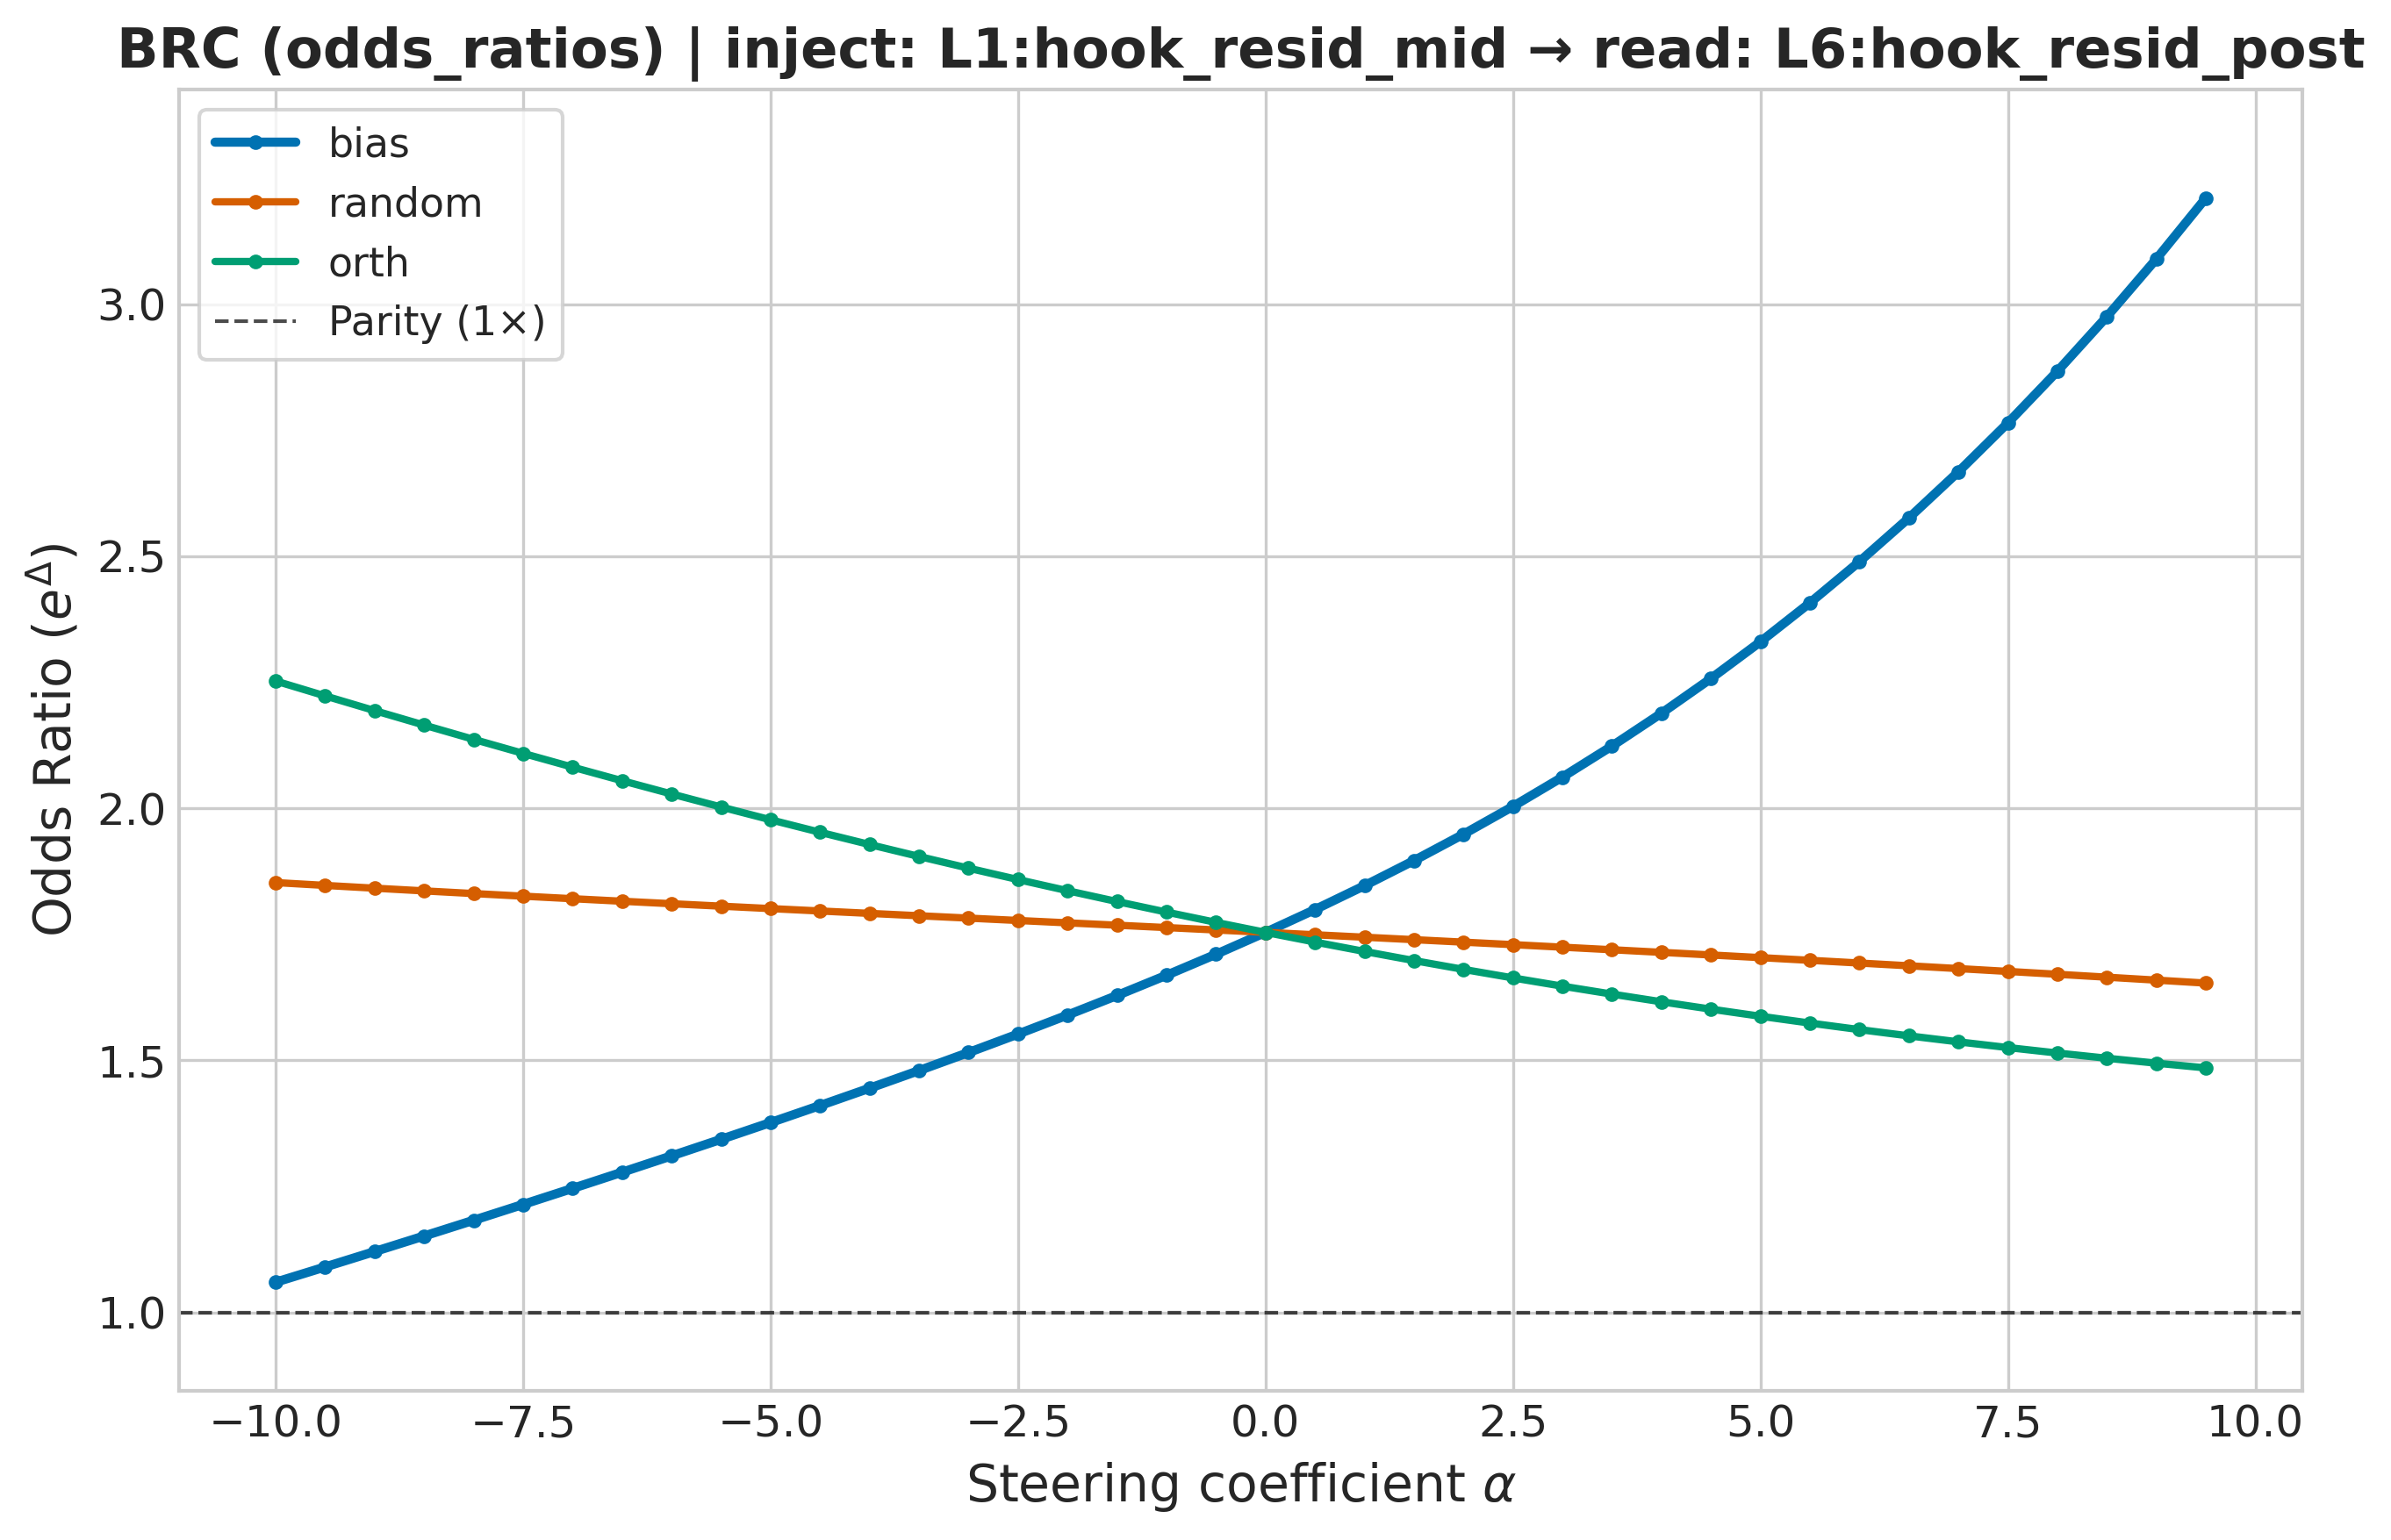 BRC (odds_ratios) | inject: L1:hook_resid_mid → read: L6:hook_resid_post
bias
random
orth
Parity (1×)
Odds Ratio (e^Δ)
3.0
2.5
2.0
1.5
1.0
−10.0 −7.5 −5.0 −2.5 0.0 2.5 5.0 7.5 10.0
Steering coefficient α